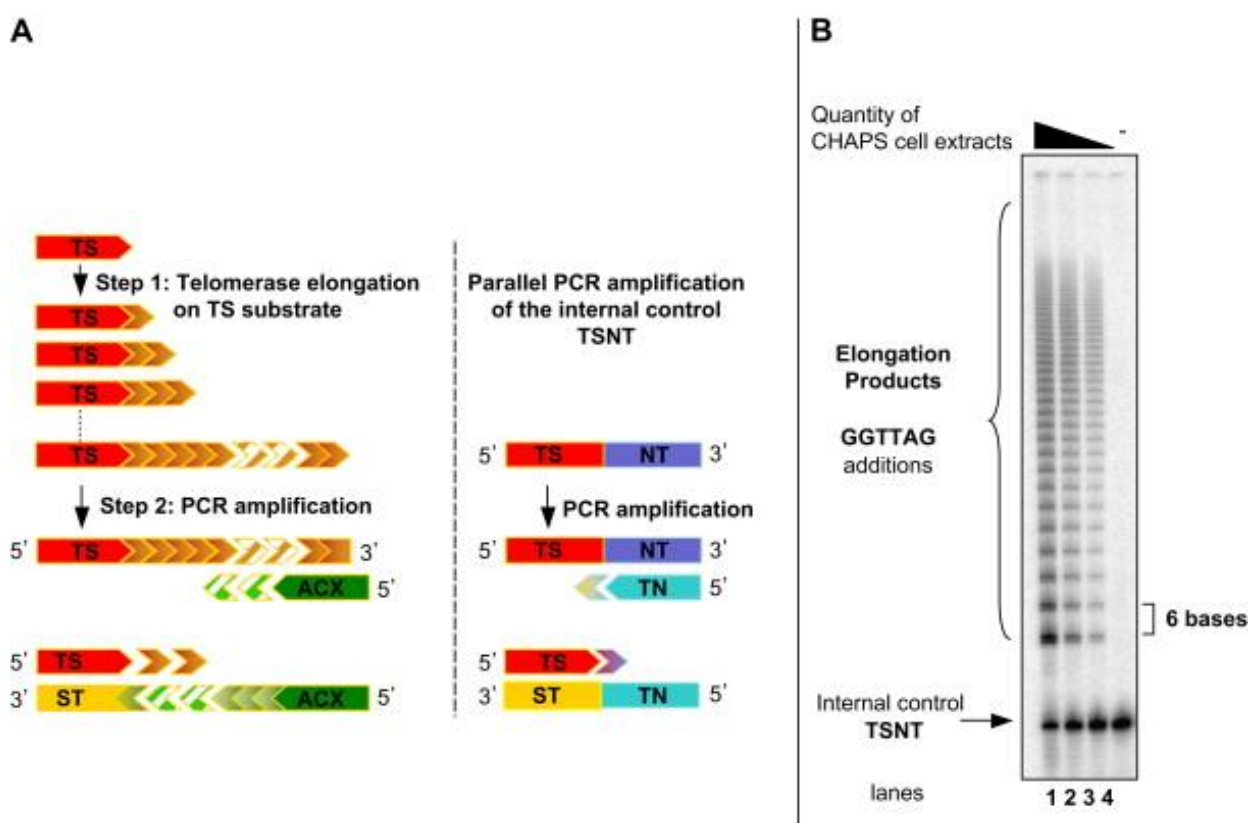 A
TS
Step 1: Telomerase elongation
on TS substrate
TS
TS
TS
TS
Step 2: PCR amplification
5' TS 3'
ACX 5'
5' TS
3' ST ACX 5'
Parallel PCR amplification
of the internal control
TSNT
5' TS NT 3'
PCR amplification
5' TS NT 3'
TN 5'
5' TS
3' ST TN 5'
B
Quantity of
CHAPS cell extracts
-
Elongation
Products
GGTTAG
additions
6 bases
Internal control
TSNT
lanes 1 2 3 4